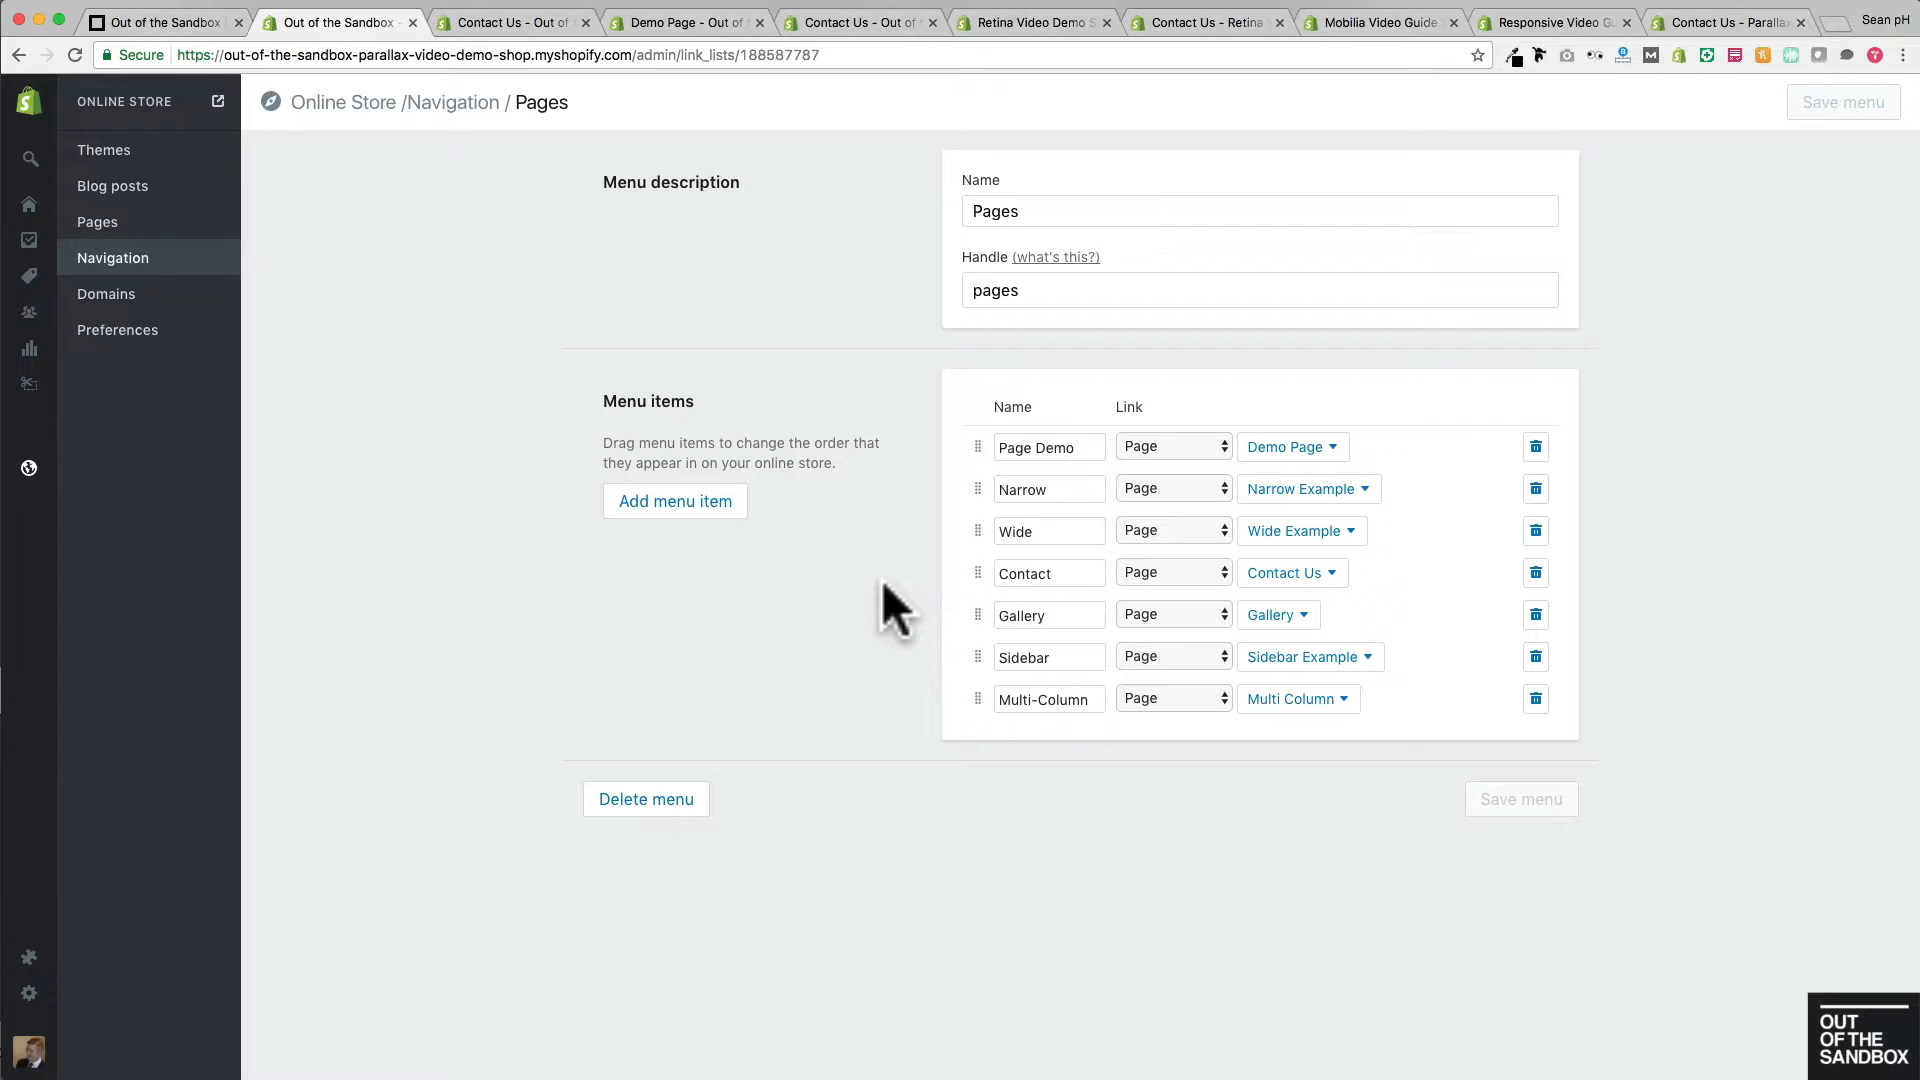 Out of the Sandbox
Out of the Sandbox -
Contact Us - Out of
Demo Page - Out of
Contact Us - Out of
Retina Video Demo S
Contact Us - Retina
Mobilia Video Guide
Responsive Video Gu
Contact Us - Parallax
Sean pH
Secure
https://out-of-the-sandbox-parallax-video-demo-shop.myshopify.com/admin/link_lists/188587787
ONLINE STORE
Themes
Blog posts
Pages
Navigation
Domains
Preferences
Online Store /Navigation / Pages
Save menu
Menu description
Name
Pages
Handle (what's this?)
pages
Menu items
Drag menu items to change the order that
they appear in on your online store.
Add menu item
Name Link
Page Demo Page Demo Page
Narrow Page Narrow Example
Wide Page Wide Example
Contact Page Contact Us
Gallery Page Gallery
Sidebar Page Sidebar Example
Multi-Column Page Multi Column
Delete menu
Save menu
OUT
OF THE
SANDBOX